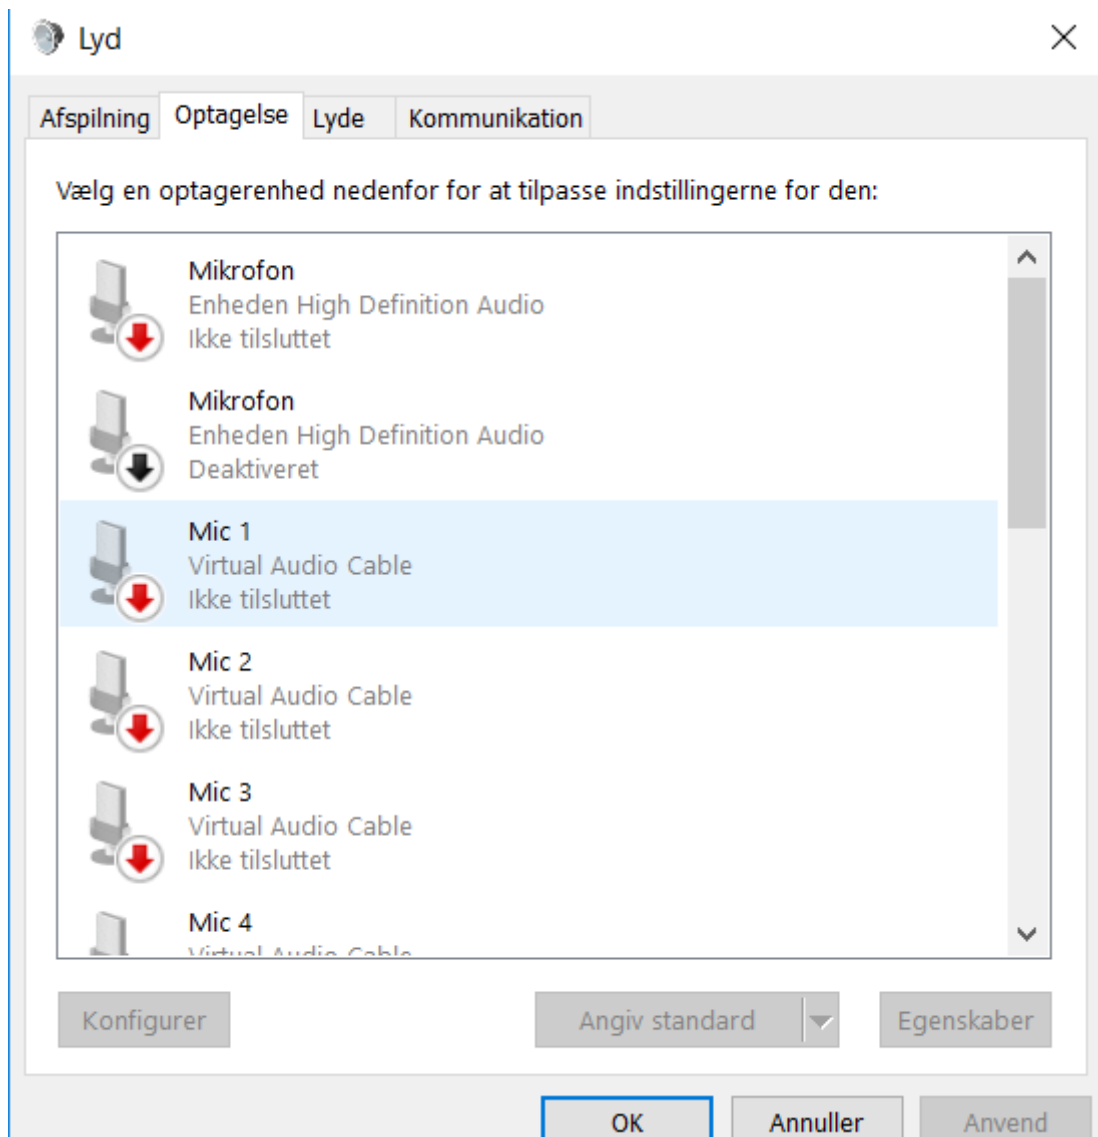 Lyd
Afspilning Optagelse Lyde Kommunikation
Vælg en optagerenhed nedenfor for at tilpasse indstillingerne for den:
Mikrofon
Enheden High Definition Audio
Ikke tilsluttet
Mikrofon
Enheden High Definition Audio
Deaktiveret
Mic 1
Virtual Audio Cable
Ikke tilsluttet
Mic 2
Virtual Audio Cable
Ikke tilsluttet
Mic 3
Virtual Audio Cable
Ikke tilsluttet
Mic 4
Virtual Audio Cable
Konfigurer Angiv standard Egenskaber
OK Annuller Anvend